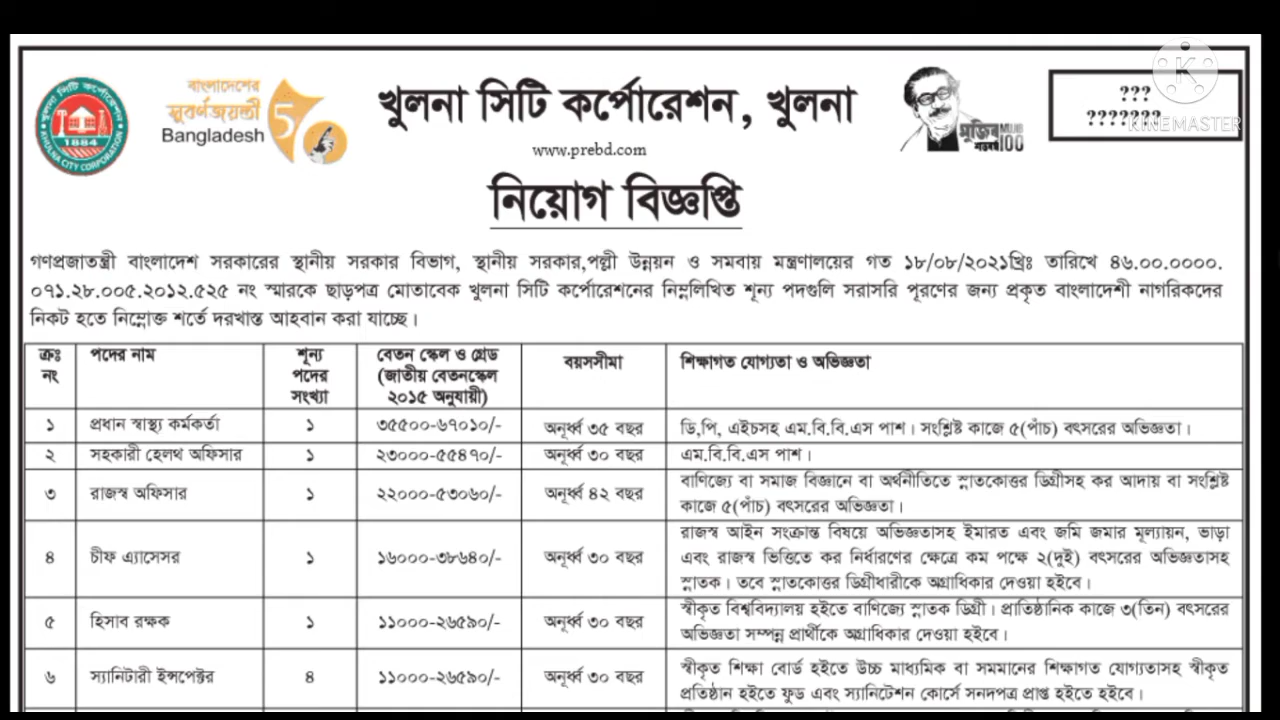 খুলনা সিটি কর্পোরেশন
KHULNA CITY CORPORATION
1884
বাংলাদেশের
সুবর্ণজয়ন্তী
Bangladesh
50
খুলনা সিটি কর্পোরেশন, খুলনা
www.prebd.com
মুজিব MUJIB
শতবর্ষ 100
???
???????
K
KINEMASTER
নিয়োগ বিজ্ঞপ্তি
গণপ্রজাতন্ত্রী বাংলাদেশ সরকারের স্থানীয় সরকার বিভাগ, স্থানীয় সরকার,পল্লী উন্নয়ন ও সমবায় মন্ত্রণালয়ের গত ১৮/০৮/২০২১খ্রিঃ তারিখে ৪৬.০০.০০০০.
০৭১.২৮.০০৫.২০১২.৫২৫ নং স্মারকে ছাড়পত্র মোতাবেক খুলনা সিটি কর্পোরেশনের নিম্নলিখিত শূন্য পদগুলি সরাসরি পূরণের জন্য প্রকৃত বাংলাদেশী নাগরিকদের
নিকট হতে নিম্নোক্ত শর্তে দরখাস্ত আহবান করা যাচ্ছে।
ক্রঃ নং পদের নাম শূন্য পদের সংখ্যা বেতন স্কেল ও গ্রেড (জাতীয় বেতনস্কেল ২০১৫ অনুযায়ী) বয়সসীমা শিক্ষাগত যোগ্যতা ও অভিজ্ঞতা
১ প্রধান স্বাস্থ্য কর্মকর্তা ১ ৩৫৫০০-৬৭০১০/- অনূর্ধ্ব ৩৫ বছর ডি,পি, এইচসহ এম.বি.বি.এস পাশ। সংশ্লিষ্ট কাজে ৫(পাঁচ) বৎসরের অভিজ্ঞতা।
২ সহকারী হেলথ অফিসার ১ ২৩০০০-৫৫৪৭০/- অনূর্ধ্ব ৩০ বছর এম.বি.বি.এস পাশ।
৩ রাজস্ব অফিসার ১ ২২০০০-৫৩০৬০/- অনূর্ধ্ব ৪২ বছর বাণিজ্যে বা সমাজ বিজ্ঞানে বা অর্থনীতিতে স্নাতকোত্তর ডিগ্রীসহ কর আদায় বা সংশ্লিষ্ট
কাজে ৫(পাঁচ) বৎসরের অভিজ্ঞতা।
৪ চীফ এ্যাসেসর ১ ১৬০০০-৩৮৬৪০/- অনূর্ধ্ব ৩০ বছর রাজস্ব আইন সংক্রান্ত বিষয়ে অভিজ্ঞতাসহ ইমারত এবং জমি জমার মূল্যায়ন, ভাড়া
এবং রাজস্ব ভিত্তিতে কর নির্ধারণের ক্ষেত্রে কম পক্ষে ২(দুই) বৎসরের অভিজ্ঞতাসহ
স্নাতক। তবে স্নাতকোত্তর ডিগ্রীধারীকে অগ্রাধিকার দেওয়া হইবে।
৫ হিসাব রক্ষক ১ ১১০০০-২৬৫৯০/- অনূর্ধ্ব ৩০ বছর স্বীকৃত বিশ্ববিদ্যালয় হইতে বাণিজ্যে স্নাতক ডিগ্রী। প্রাতিষ্ঠানিক কাজে ৩(তিন) বৎসরের
অভিজ্ঞতা সম্পন্ন প্রার্থীকে অগ্রাধিকার দেওয়া হইবে।
৬ স্যানিটারী ইন্সপেক্টর ৪ ১১০০০-২৬৫৯০/- অনূর্ধ্ব ৩০ বছর স্বীকৃত শিক্ষা বোর্ড হইতে উচ্চ মাধ্যমিক বা সমমানের শিক্ষাগত যোগ্যতাসহ স্বীকৃত
প্রতিষ্ঠান হইতে ফুড এবং স্যানিটেশন কোর্সে সনদপত্র প্রাপ্ত হইতে হইবে।